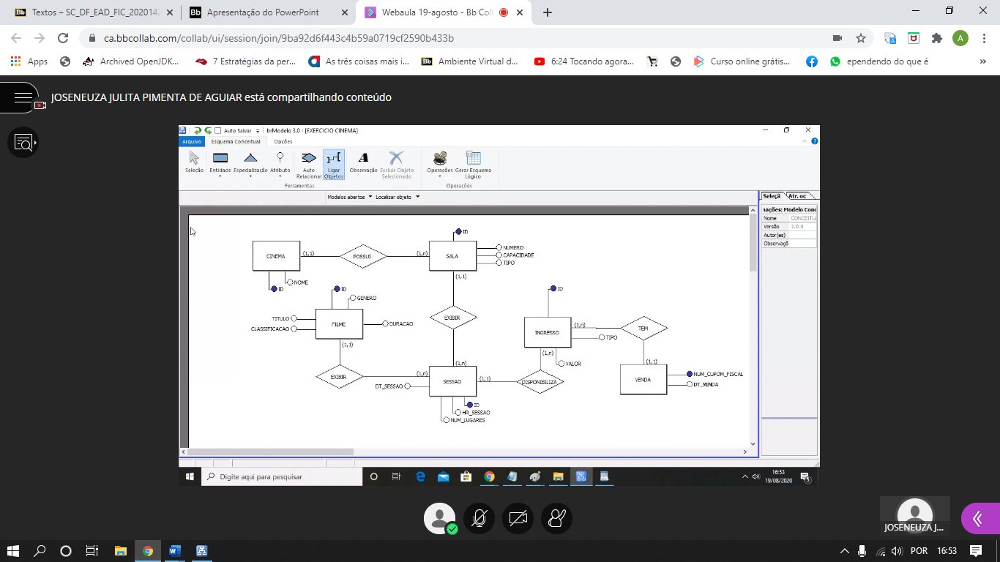 Textos – SC_DF_EAD_FIC_202014
Apresentação do PowerPoint
Webaula 19-agosto - Bb Coll
ca.bbcollab.com/collab/ui/session/join/9ba92d6f443c4b59a0719cf2590b433b
A
Apps
Archived OpenJDK...
7 Estratégias da per...
As três coisas mais i...
Bb Ambiente Virtual d...
6:24 Tocando agora...
Curso online grátis...
ependendo do que é
»
JOSENEUZA JULITA PIMENTA DE AGUIAR está compartilhando conteúdo
Auto Salvar
brModelo 3.0 - [EXERCICIO CINEMA]
Arquivo Esquema Conceitual Opções
Seleção Entidade Especialização Atributo Auto Relacionar Ligar Objetos Observação Excluir Objeto Selecionado Operações Gerar Esquema Lógico
Ferramentas Operações
Modelos abertos Localizar objeto
Seleçã Atr. oc
mações: Modelo Conc
Nome CONCEITUA
Versão 2.0.0
Autor(es)
Observaçõ
ID
CINEMA (1,1) POSSUI (1,n) SALA
NUMERO
CAPACIDADE
TIPO
(1,1)
NOME
ID
ID
GENERO
ID
TITULO
CLASSIFICACAO
FILME
DURACAO
(1,1)
EXIBIR
INGRESSO
(1,n)
TEM
TIPO
(1,n)
VALOR
(1,1)
EXIBIR
(1,n)
(1,n)
SESSAO
(1,1)
DISPONIBILIZA
VENDA
NUM_CUPOM_FISCAL
DT_VENDA
DT_SESSAO
ID
HR_SESSAO
NUM_LUGARES
Digite aqui para pesquisar
16:53
19/08/2020
JOSENEUZA J...
POR 16:53